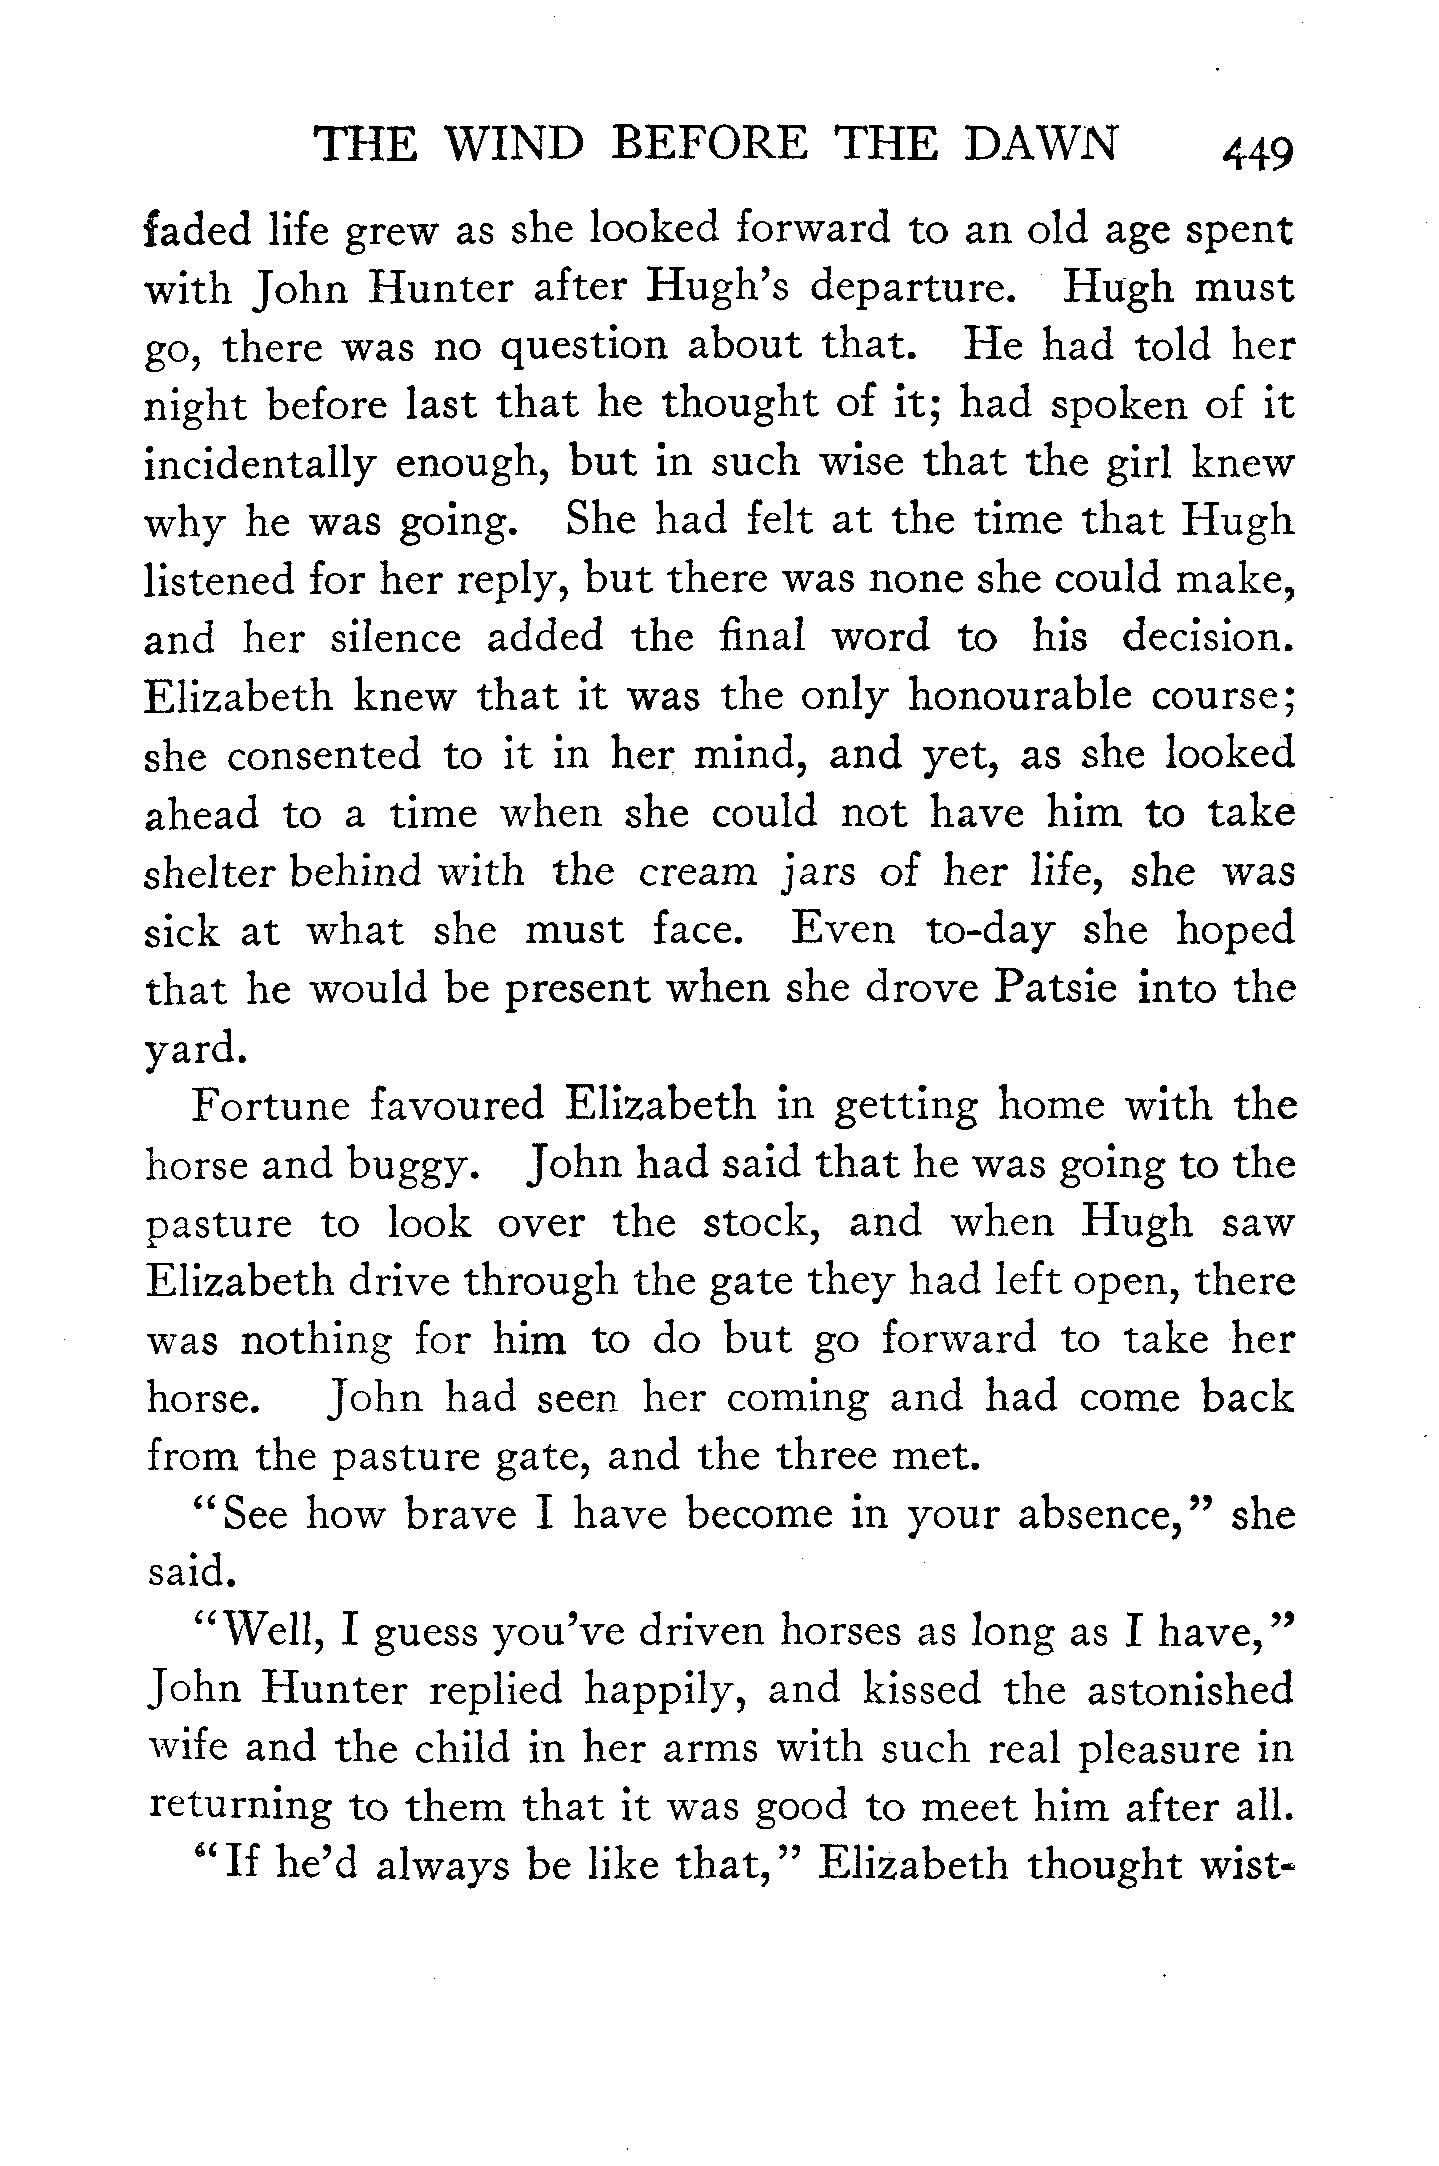 THE WIND BEFORE THE DAWN 449
faded life grew as she looked forward to an old age spent
with John Hunter after Hugh's departure. Hugh must
go, there was no question about that. He had told her
night before last that he thought of it; had spoken of it
incidentally enough, but in such wise that the girl knew
why he was going. She had felt at the time that Hugh
listened for her reply, but there was none she could make,
and her silence added the final word to his decision.
Elizabeth knew that it was the only honourable course;
she consented to it in her mind, and yet, as she looked
ahead to a time when she could not have him to take
shelter behind with the cream jars of her life, she was
sick at what she must face. Even to-day she hoped
that he would be present when she drove Patsie into the
yard.
Fortune favoured Elizabeth in getting home with the
horse and buggy. John had said that he was going to the
pasture to look over the stock, and when Hugh saw
Elizabeth drive through the gate they had left open, there
was nothing for him to do but go forward to take her
horse. John had seen her coming and had come back
from the pasture gate, and the three met.
"See how brave I have become in your absence," she
said.
"Well, I guess you've driven horses as long as I have,"
John Hunter replied happily, and kissed the astonished
wife and the child in her arms with such real pleasure in
returning to them that it was good to meet him after all.
"If he'd always be like that," Elizabeth thought wist-